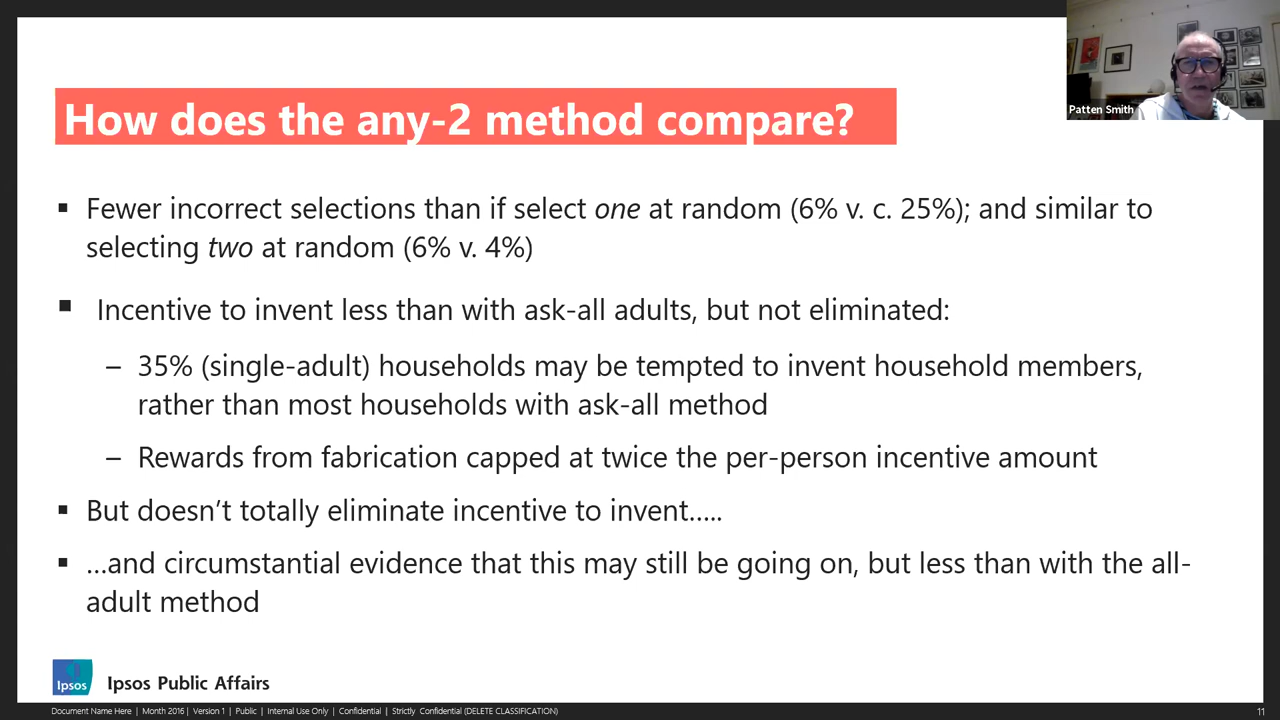 Patten Smith
How does the any-2 method compare?
▪ Fewer incorrect selections than if select one at random (6% v. c. 25%); and similar to
selecting two at random (6% v. 4%)
▪ Incentive to invent less than with ask-all adults, but not eliminated:
– 35% (single-adult) households may be tempted to invent household members,
rather than most households with ask-all method
– Rewards from fabrication capped at twice the per-person incentive amount
▪ But doesn’t totally eliminate incentive to invent…..
▪ …and circumstantial evidence that this may still be going on, but less than with the all-
adult method
Ipsos
Ipsos Public Affairs
Document Name Here | Month 2016 | Version 1 | Public | Internal Use Only | Confidential | Strictly Confidential (DELETE CLASSIFICATION)
11